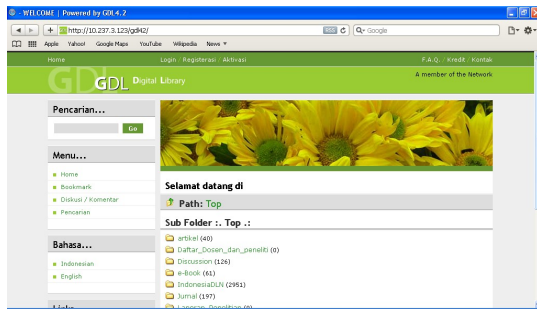 - WELCOME | Powered by GDL4.2
http://10.237.3.123/gdl42/
RSS
Google
Apple Yahoo! Google Maps YouTube Wikipedia News
Home Login / Registerasi / Aktivasi F.A.Q. / Kredit / Kontak
GDL Digital Library
A member of the Network
Pencarian...
Go
Menu...
Home
Bookmark
Diskusi / Komentar
Pencarian
Bahasa...
Indonesian
English
Selamat datang di
Path: Top
Sub Folder :. Top .:
artikel (40)
Daftar_Dosen_dan_peneliti (0)
Discussion (126)
e-Book (61)
IndonesiaDLN (2951)
Jurnal (197)